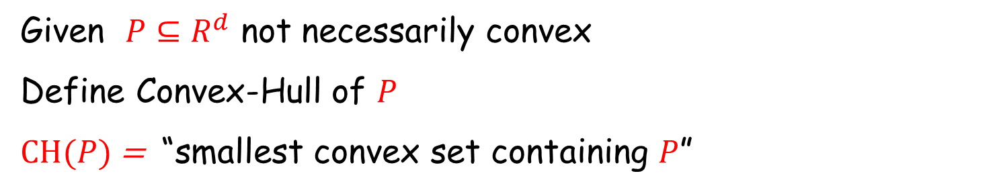 Given P ⊆ R^d not necessarily convex
Define Convex-Hull of P
CH(P) = “smallest convex set containing P”